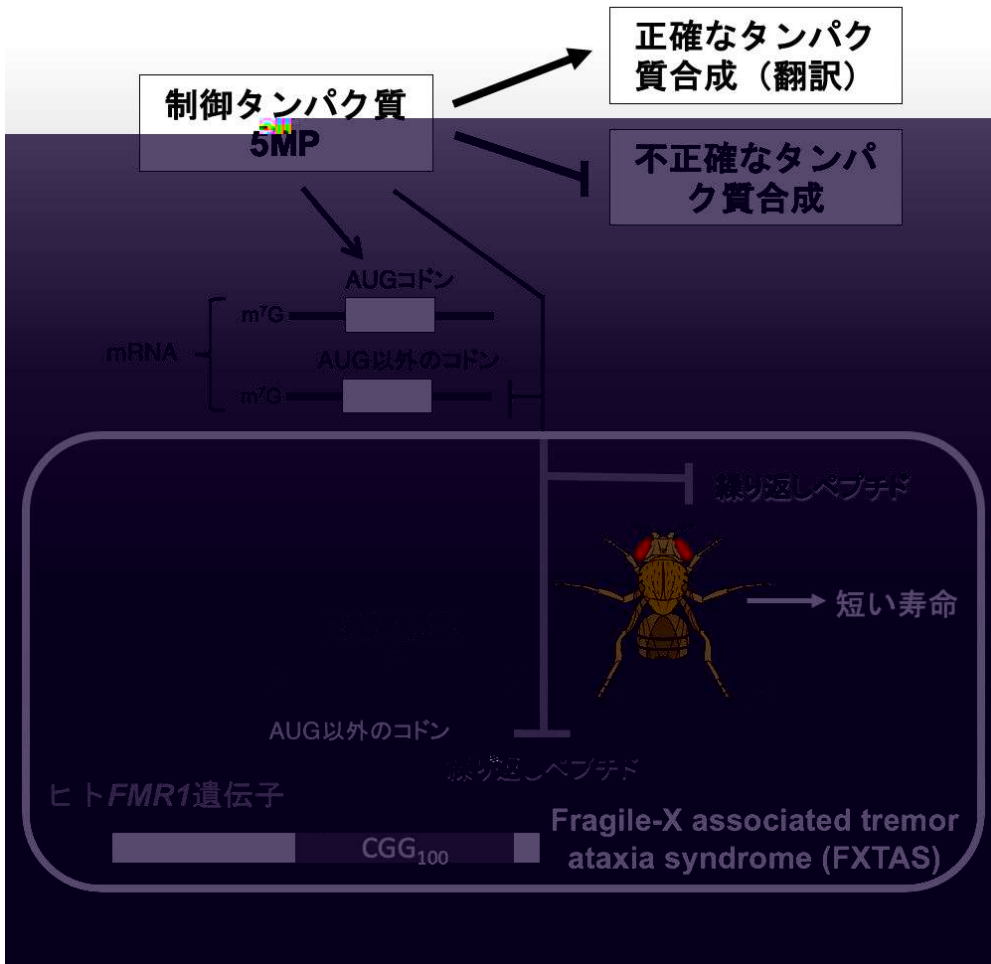 正確なタンパク
質合成（翻訳）
制御タンパク質
5MP
不正確なタンパ
ク質合成
AUGコドン
m⁷G
mRNA
AUG以外のコドン
m⁷G
繰り返しペプチド
短い寿命
AUG以外のコドン
繰り返しペプチド
ヒトFMR1遺伝子
CGG₁₀₀
Fragile-X associated tremor
ataxia syndrome (FXTAS)